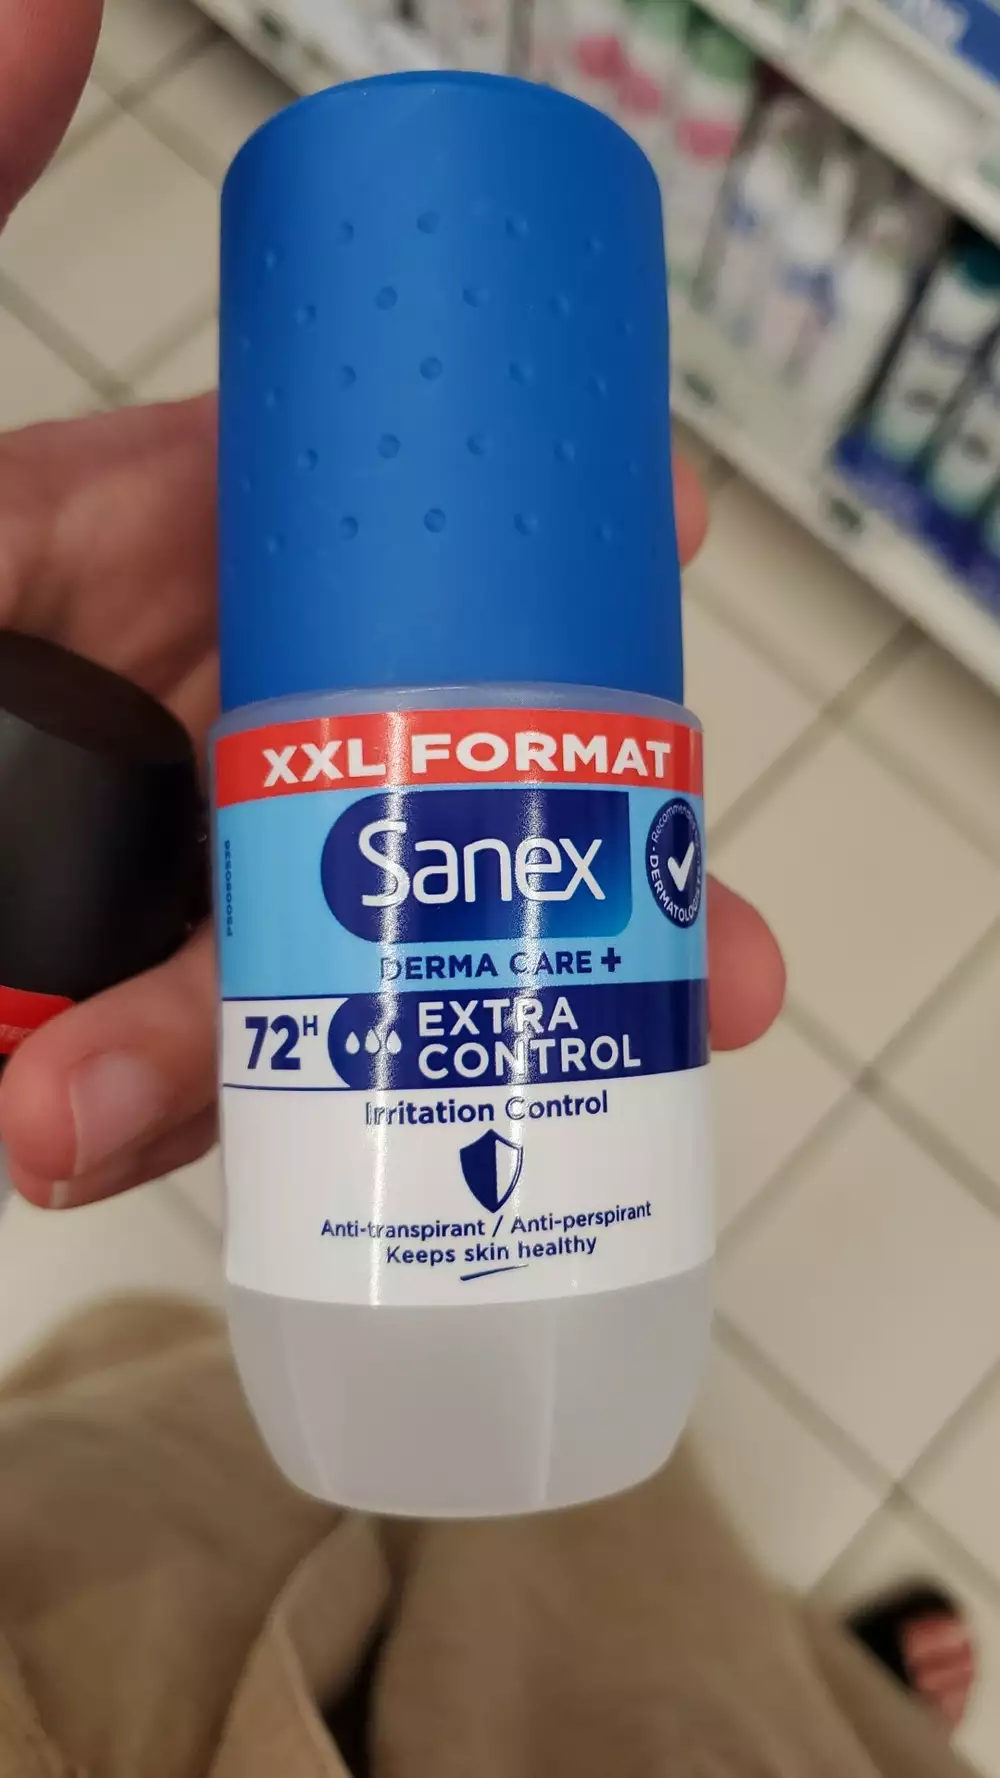 XXL FORMAT
Sanex
DERMA CARE +
72H
EXTRA
CONTROL
Irritation Control
Anti-transpirant / Anti-perspirant
Keeps skin healthy